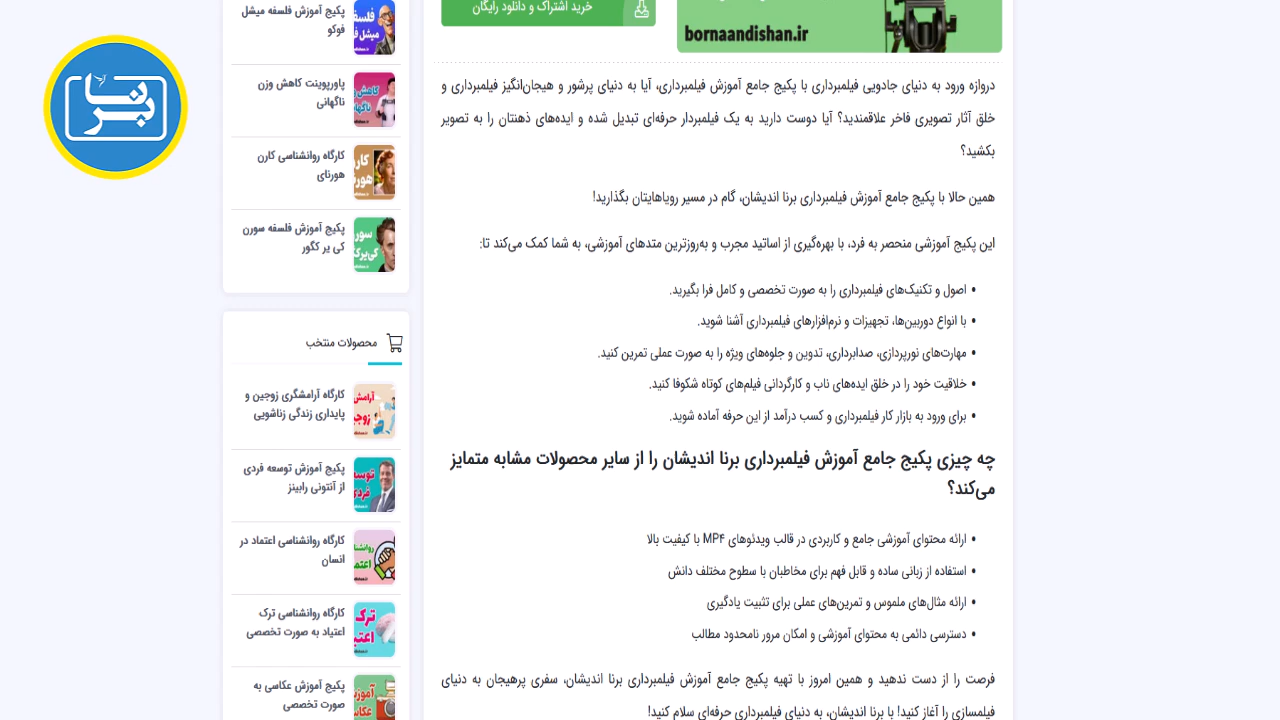 خرید اشتراک و دانلود رایگان
bornaandishan.ir
دروازه ورود به دنیای جادویی فیلمبرداری با پکیج جامع آموزش فیلمبرداری، آیا به دنیای پرشور و هیجان‌انگیز فیلمبرداری و
خلق آثار تصویری فاخر علاقمندید؟ آیا دوست دارید به یک فیلمبردار حرفه‌ای تبدیل شده و ایده‌های ذهنتان را به تصویر
بکشید؟
همین حالا با پکیج جامع آموزش فیلمبرداری برنا اندیشان، گام در مسیر رویاهایتان بگذارید!
این پکیج آموزشی منحصر به فرد، با بهره‌گیری از اساتید مجرب و به‌روزترین متدهای آموزشی، به شما کمک می‌کند تا:
• اصول و تکنیک‌های فیلمبرداری را به صورت تخصصی و کامل فرا بگیرید.
• با انواع دوربین‌ها، تجهیزات و نرم‌افزارهای فیلمبرداری آشنا شوید.
• مهارت‌های نورپردازی، صدابرداری، تدوین و جلوه‌های ویژه را به صورت عملی تمرین کنید.
• خلاقیت خود را در خلق ایده‌های ناب و کارگردانی فیلم‌های کوتاه شکوفا کنید.
• برای ورود به بازار کار فیلمبرداری و کسب درآمد از این حرفه آماده شوید.
چه چیزی پکیج جامع آموزش فیلمبرداری برنا اندیشان را از سایر محصولات مشابه متمایز
می‌کند؟
• ارائه محتوای آموزشی جامع و کاربردی در قالب ویدئوهای MP۴ با کیفیت بالا
• استفاده از زبانی ساده و قابل فهم برای مخاطبان با سطوح مختلف دانش
• ارائه مثال‌های ملموس و تمرین‌های عملی برای تثبیت یادگیری
• دسترسی دائمی به محتوای آموزشی و امکان مرور نامحدود مطالب
فرصت را از دست ندهید و همین امروز با تهیه پکیج جامع آموزش فیلمبرداری برنا اندیشان، سفری پرهیجان به دنیای
فیلمسازی را آغاز کنید! با برنا اندیشان، به دنیای فیلمبرداری حرفه‌ای سلام کنید!
پکیج آموزش فلسفه میشل
فوکو
پاورپوینت کاهش وزن
ناگهانی
کارگاه روانشناسی کارن
هورنای
پکیج آموزش فلسفه سورن
کی یر کگور
محصولات منتخب
کارگاه آرامشگری زوجین و
پایداری زندگی زناشویی
پکیج آموزش توسعه فردی
از آنتونی رابینز
کارگاه روانشناسی اعتماد در
انسان
کارگاه روانشناسی ترک
اعتیاد به صورت تخصصی
پکیج آموزش عکاسی به
صورت تخصصی
برنا